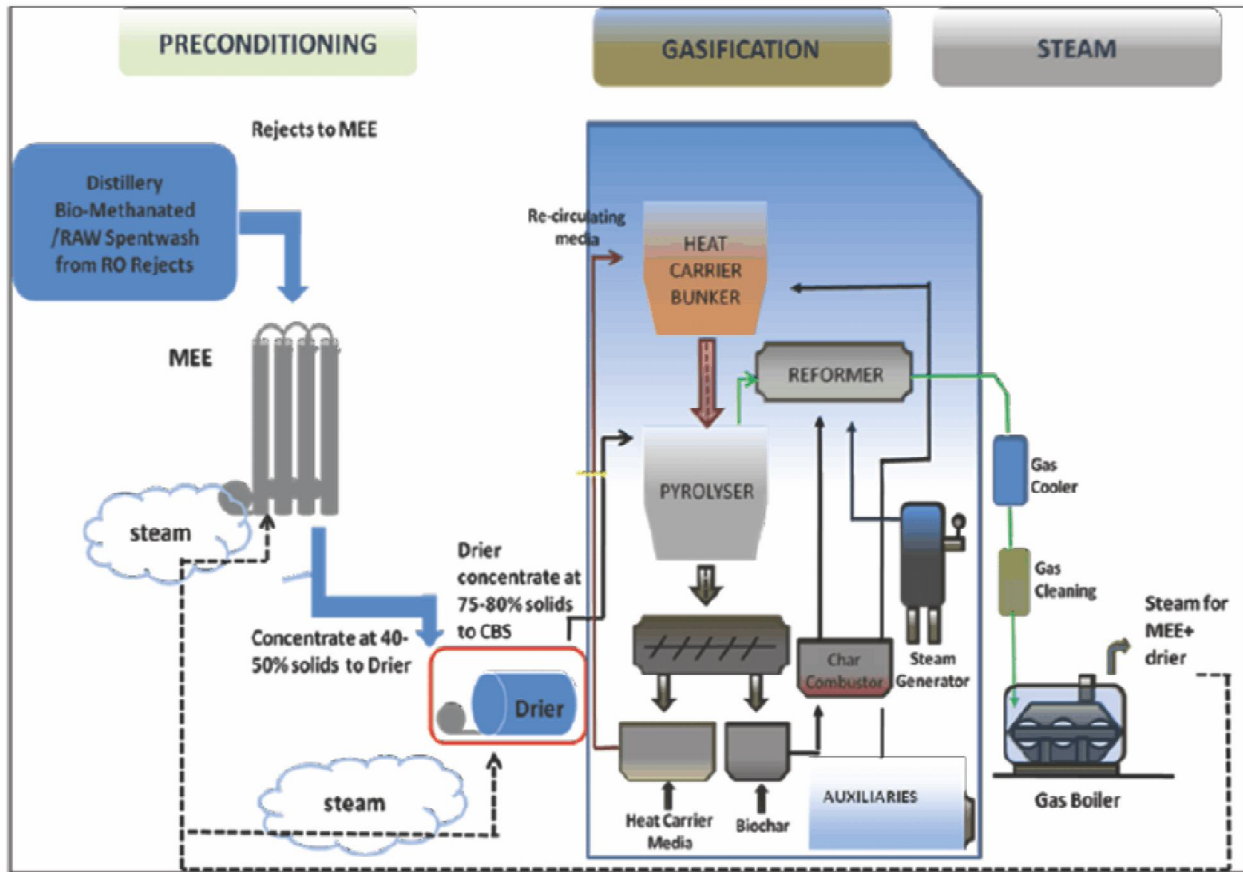 PRECONDITIONING
GASIFICATION
STEAM
Rejects to MEE
Distillery
Bio-Methanated
/RAW Spentwash
from RO Rejects
MEE
steam
Concentrate at 40-
50% solids to Drier
Drier
concentrate at
75-80% solids
to CBS
Drier
steam
Re-circulating
media
HEAT
CARRIER
BUNKER
REFORMER
PYROLYSER
Char
Combustor
Steam
Generator
Heat Carrier
Media
Biochar
AUXILIARIES
Gas
Cooler
Gas
Cleaning
Steam for
MEE+
drier
Gas Boiler